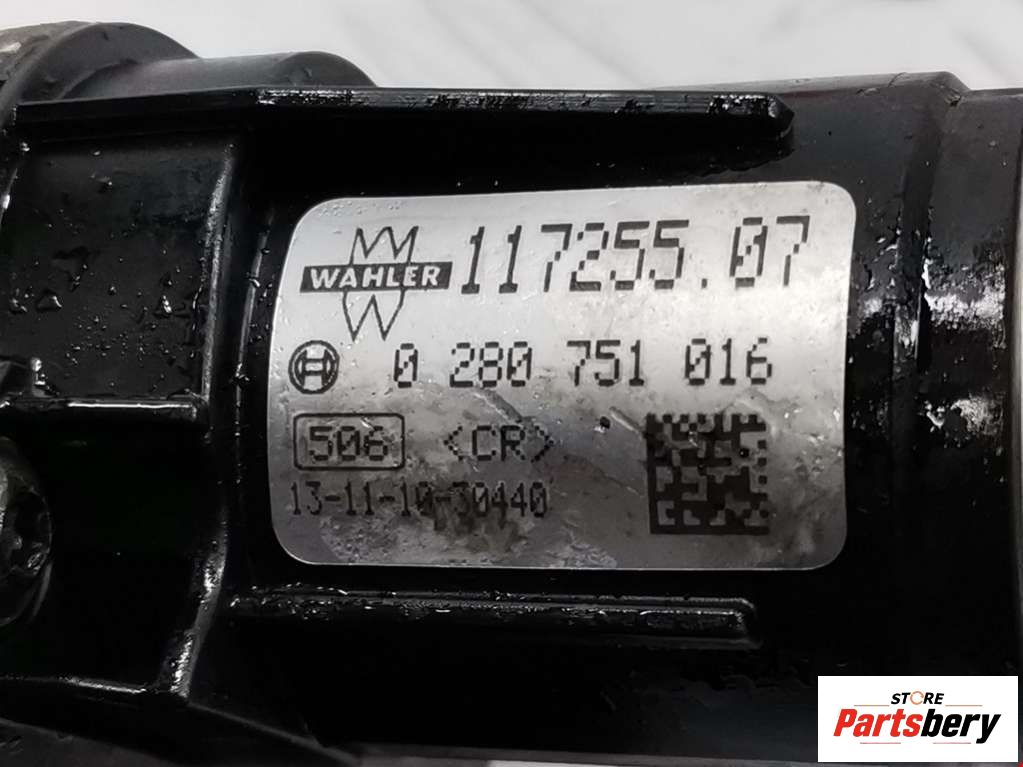 WAHLER 117255.07
0 280 751 016
506 <CR>
13-11-10-30440
STORE
Partsbery